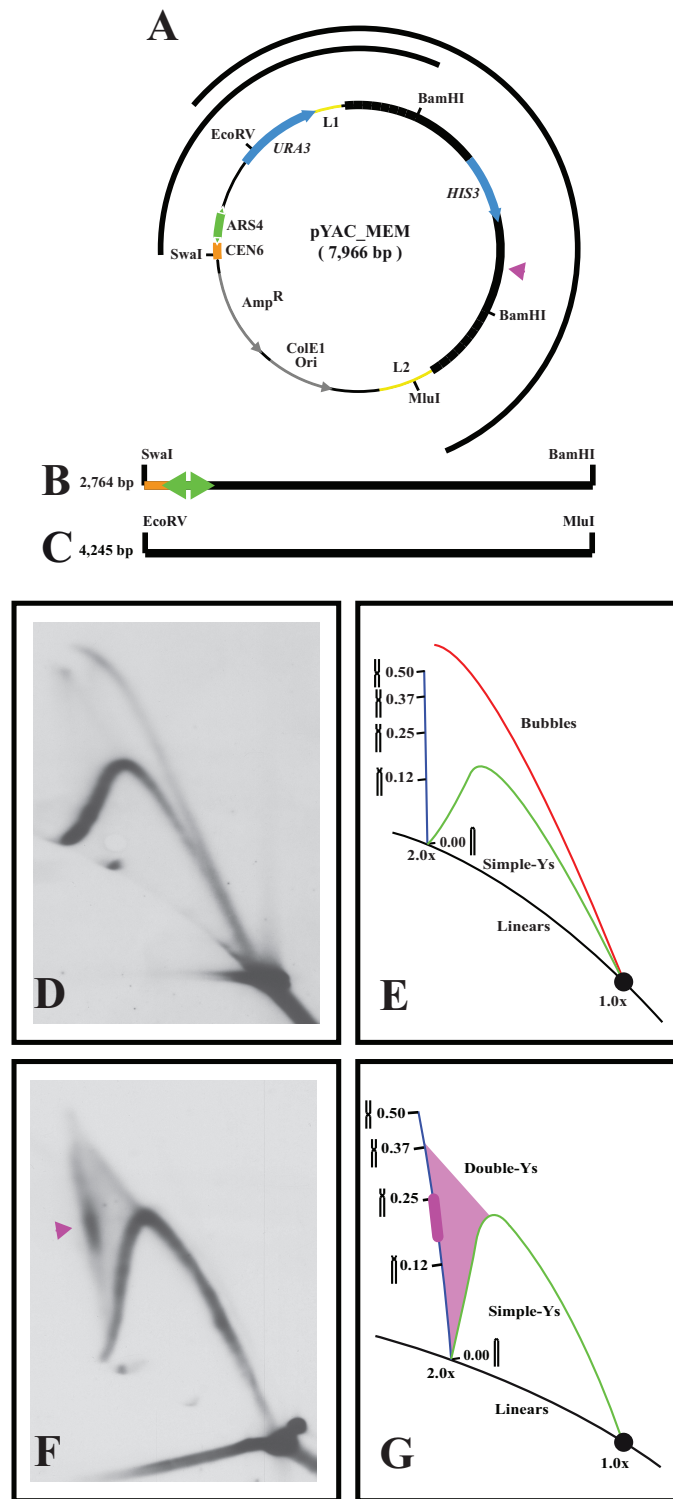 A
BamHI
L1
EcoRV
URA3
HIS3
ARS4
pYAC_MEM
SwaI
CEN6
( 7,966 bp )
AmpR
BamHI
ColE1
Ori
L2
MluI
SwaI
BamHI
B
2,764 bp
EcoRV
MluI
C
4,245 bp
0.50
0.37
0.25
Bubbles
0.12
0.00
2.0x
Simple-Ys
Linears
D
E
1.0x
0.50
0.37
Double-Ys
0.25
0.12
Simple-Ys
0.00
2.0x
Linears
F
G
1.0x